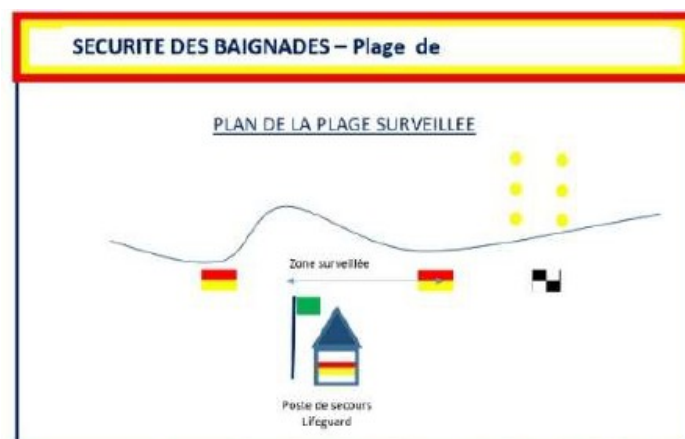 SECURITE DES BAIGNADES – Plage de
PLAN DE LA PLAGE SURVEILLEE
Zone surveillée
Poste de secours
Lifeguard